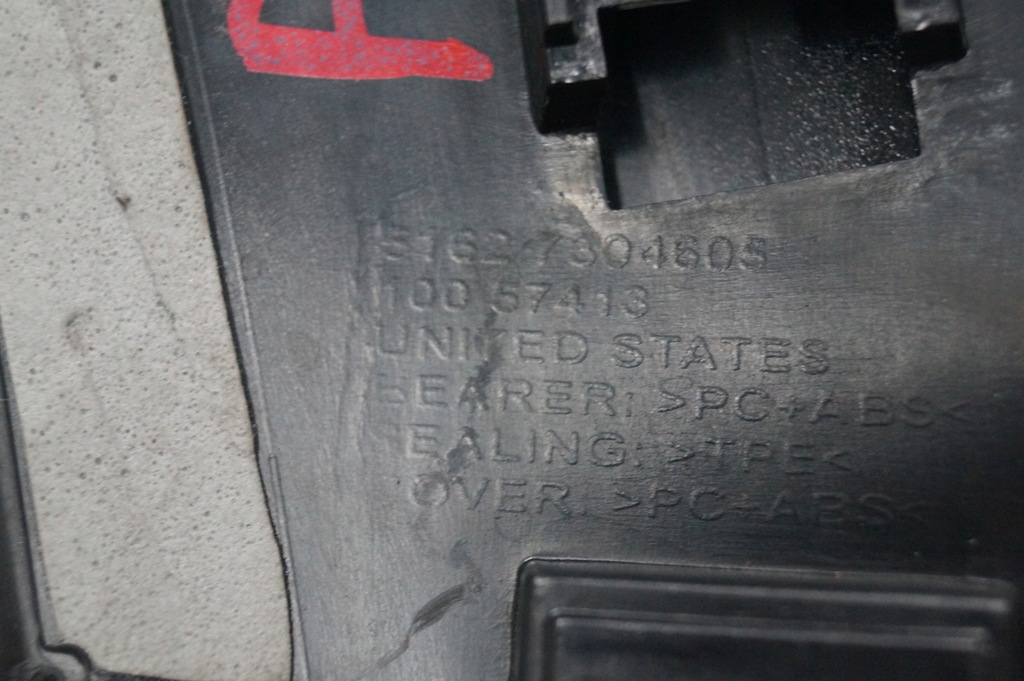 5162 7304605
100 57413
UNITED STATES
BEARER: >PC+ABS<
EALING: >TPE<
OVER: >PC+ABS<